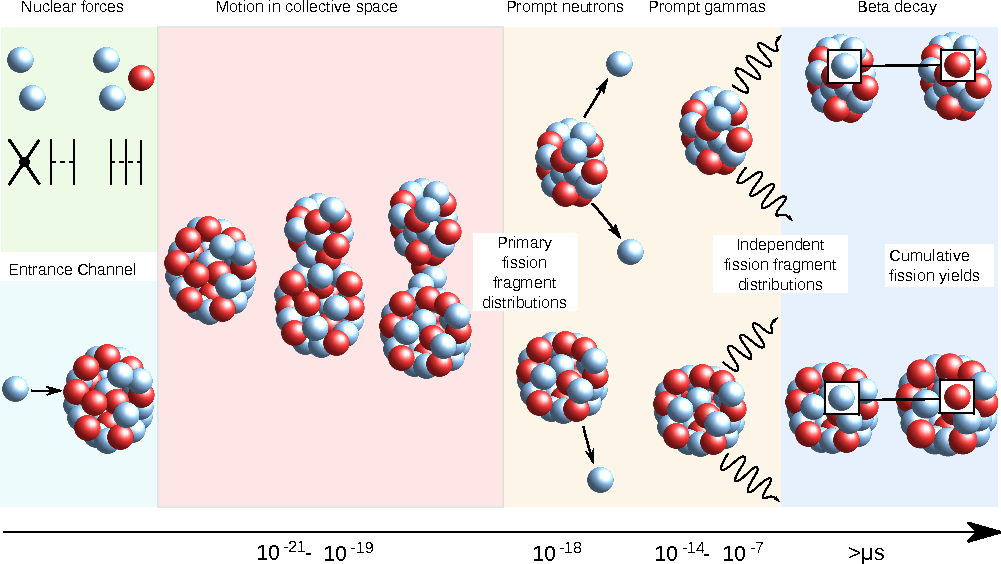 Nuclear forces
Motion in collective space
Prompt neutrons
Prompt gammas
Beta decay
Entrance Channel
Primary
fission
fragment
distributions
Independent
fission fragment
distributions
Cumulative
fission yields
10⁻²¹- 10⁻¹⁹
10⁻¹⁸
10⁻¹⁴- 10⁻⁷
>μs